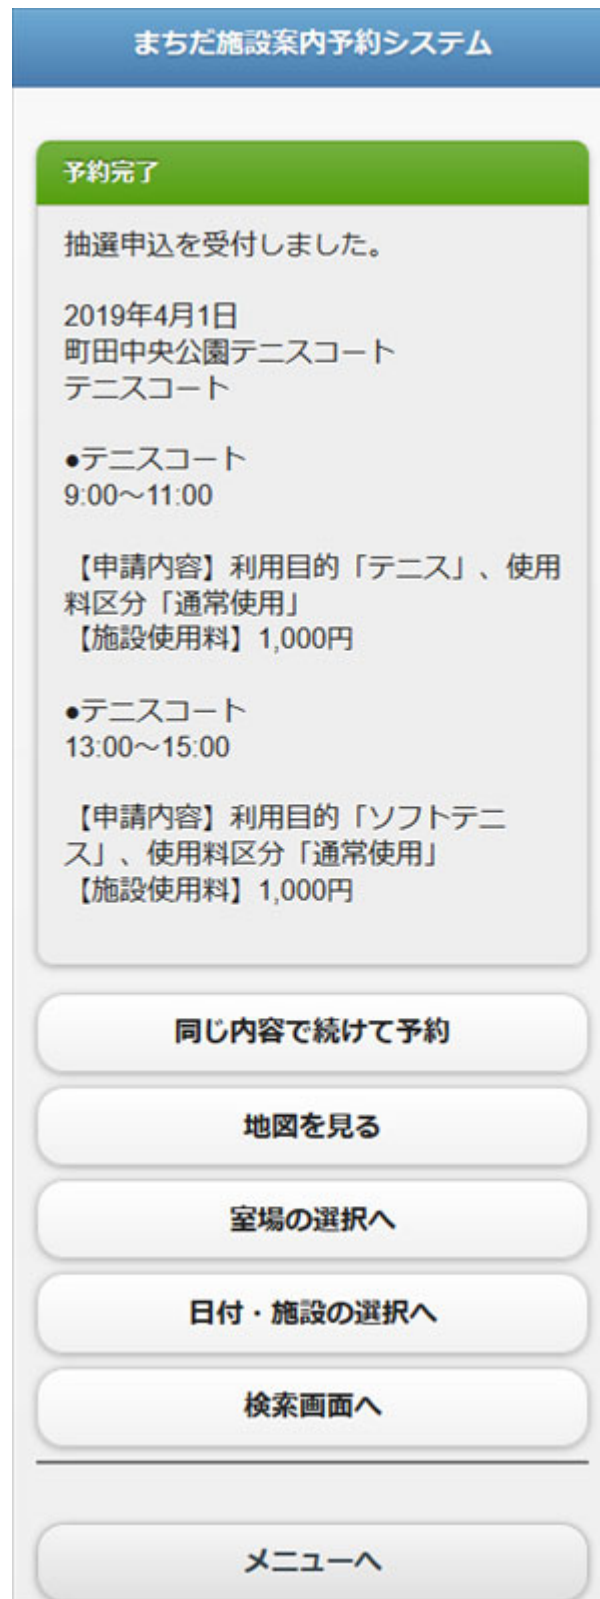 まちだ施設案内予約システム
予約完了
抽選申込を受付しました。
2019年4月1日
町田中央公園テニスコート
テニスコート
●テニスコート
9:00～11:00
【申請内容】利用目的「テニス」、使用
料区分「通常使用」
【施設使用料】1,000円
●テニスコート
13:00～15:00
【申請内容】利用目的「ソフトテニ
ス」、使用料区分「通常使用」
【施設使用料】1,000円
同じ内容で続けて予約
地図を見る
室場の選択へ
日付・施設の選択へ
検索画面へ
メニューへ